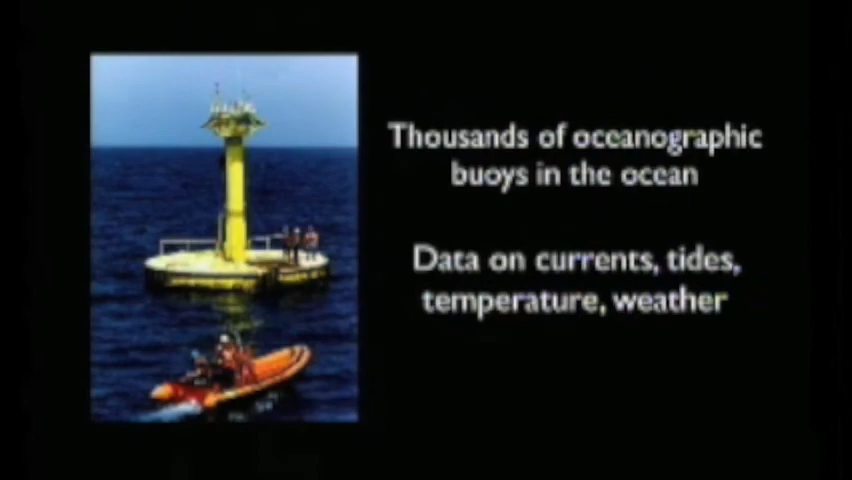 Thousands of oceanographic
buoys in the ocean
Data on currents, tides,
temperature, weather